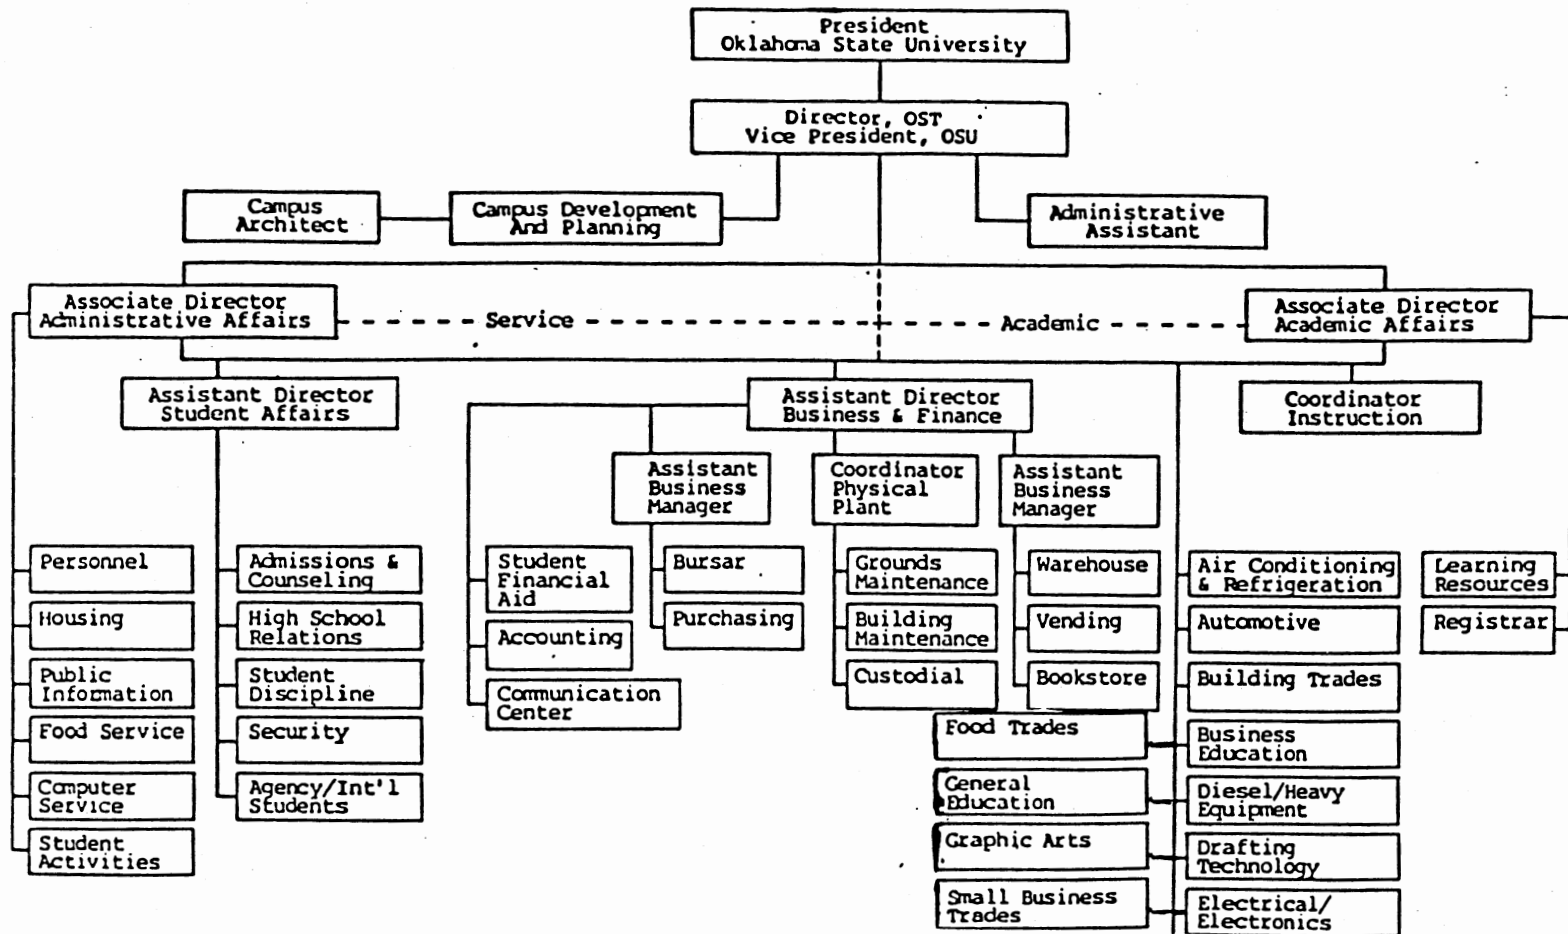 President
Oklahoma State University
Director, OST
Vice President, OSU
Campus
Architect
Campus Development
And Planning
Administrative
Assistant
Associate Director
Administrative Affairs
Service
Academic
Associate Director
Academic Affairs
Assistant Director
Student Affairs
Assistant Director
Business & Finance
Coordinator
Instruction
Assistant
Business
Manager
Coordinator
Physical
Plant
Assistant
Business
Manager
Personnel
Housing
Public
Information
Food Service
Computer
Service
Student
Activities
Admissions &
Counseling
High School
Relations
Student
Discipline
Security
Agency/Int'l
Students
Student
Financial
Aid
Accounting
Communication
Center
Bursar
Purchasing
Grounds
Maintenance
Building
Maintenance
Custodial
Warehouse
Vending
Bookstore
Air Conditioning
& Refrigeration
Automotive
Building Trades
Business
Education
Diesel/Heavy
Equipment
Drafting
Technology
Electrical/
Electronics
Food Trades
General
Education
Graphic Arts
Small Business
Trades
Learning
Resources
Registrar